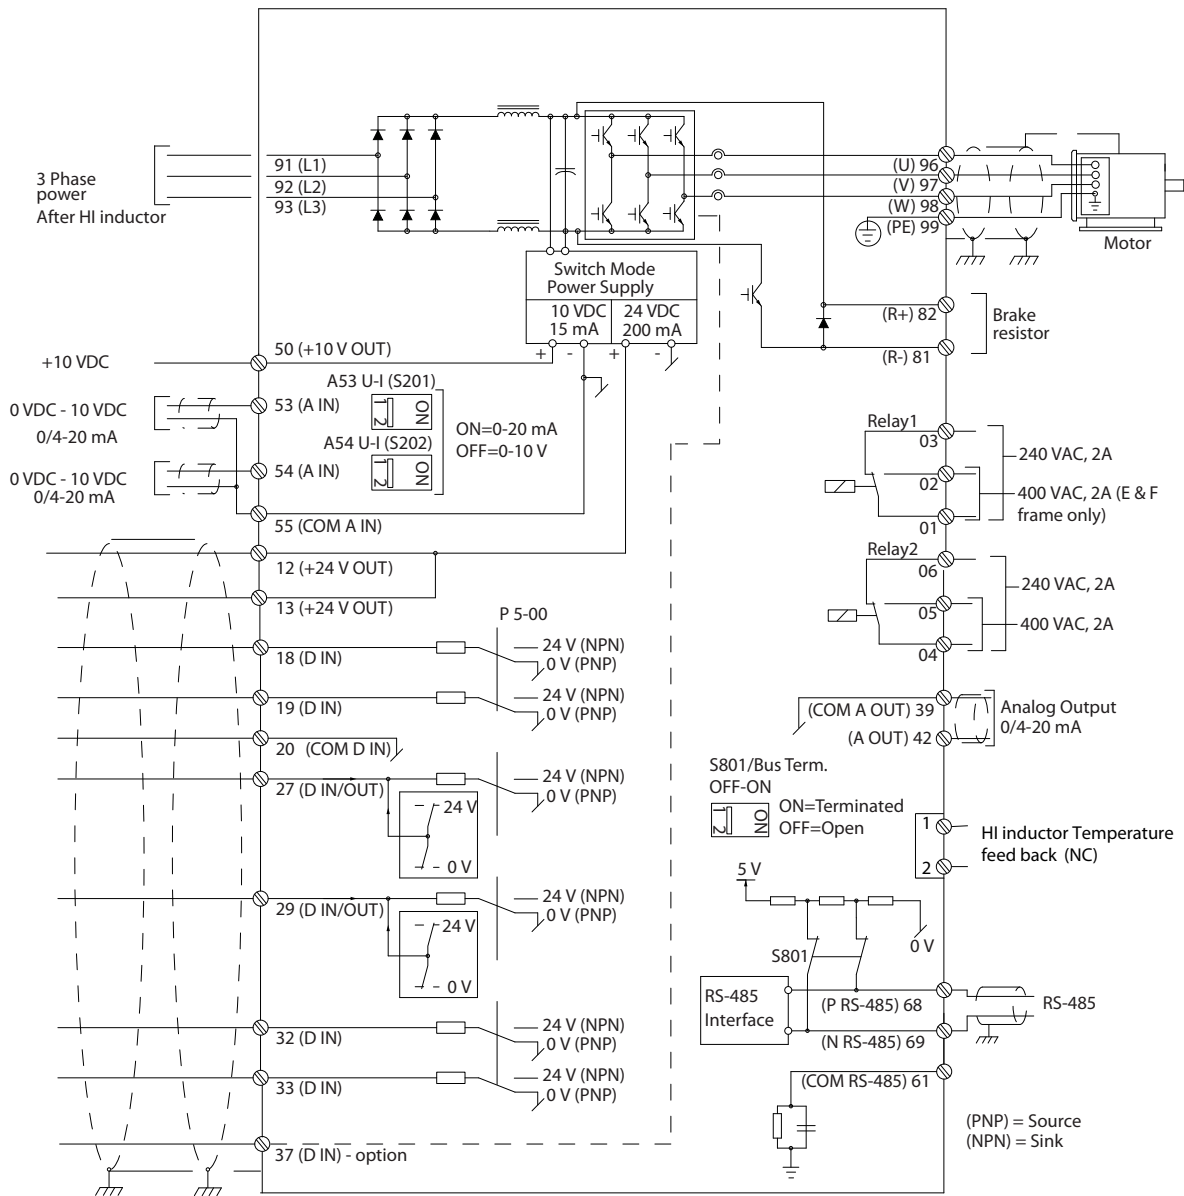 3 Phase
power
After HI inductor
91 (L1)
92 (L2)
93 (L3)
(U) 96
(V) 97
(W) 98
(PE) 99
Motor
Switch Mode
Power Supply
10 VDC
15 mA
24 VDC
200 mA
+ - + -
(R+) 82
(R-) 81
Brake
resistor
+10 VDC
50 (+10 V OUT)
0 VDC - 10 VDC
0/4-20 mA
53 (A IN)
0 VDC - 10 VDC
0/4-20 mA
54 (A IN)
55 (COM A IN)
A53 U-I (S201)
1 2 ON
A54 U-I (S202)
1 2 ON
ON=0-20 mA
OFF=0-10 V
12 (+24 V OUT)
13 (+24 V OUT)
P 5-00
18 (D IN)
24 V (NPN)
0 V (PNP)
19 (D IN)
24 V (NPN)
0 V (PNP)
20 (COM D IN)
27 (D IN/OUT)
24 V (NPN)
0 V (PNP)
24 V
0 V
29 (D IN/OUT)
24 V (NPN)
0 V (PNP)
24 V
0 V
32 (D IN)
24 V (NPN)
0 V (PNP)
33 (D IN)
24 V (NPN)
0 V (PNP)
37 (D IN) - option
Relay1
03
02
01
240 VAC, 2A
400 VAC, 2A (E & F
frame only)
Relay2
06
05
04
240 VAC, 2A
400 VAC, 2A
(COM A OUT) 39
(A OUT) 42
Analog Output
0/4-20 mA
S801/Bus Term.
OFF-ON
1 2 ON
ON=Terminated
OFF=Open
1
2
HI inductor Temperature
feed back (NC)
5 V
0 V
S801
RS-485
Interface
(P RS-485) 68
(N RS-485) 69
RS-485
(COM RS-485) 61
(PNP) = Source
(NPN) = Sink